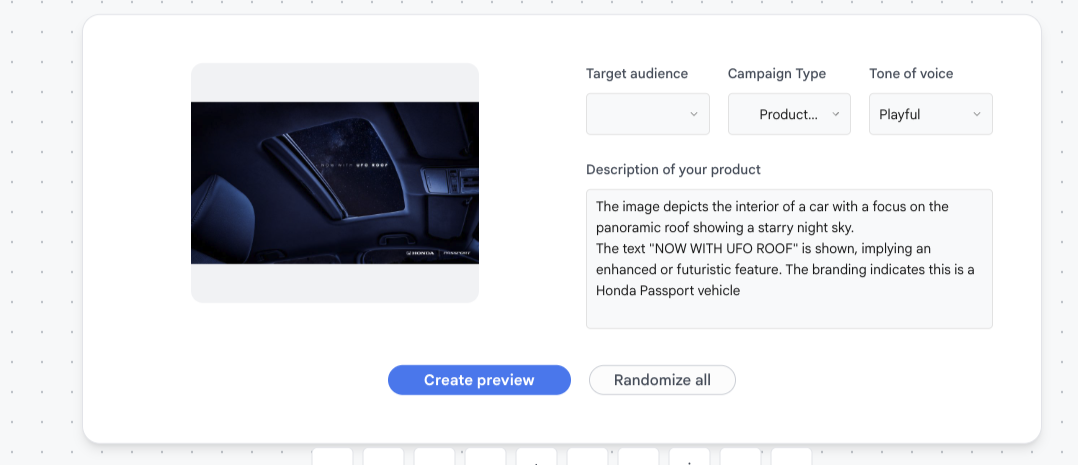 Target audience
Campaign Type
Tone of voice
Product...
Playful
NOW WITH UFO ROOF
Description of your product
The image depicts the interior of a car with a focus on the
panoramic roof showing a starry night sky.
The text "NOW WITH UFO ROOF" is shown, implying an
enhanced or futuristic feature. The branding indicates this is a
Honda Passport vehicle
HONDA
PASSPORT
Create preview
Randomize all